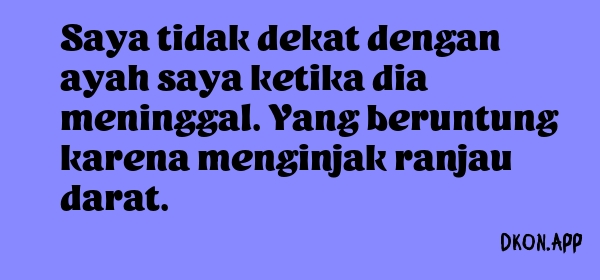 Saya tidak dekat dengan
ayah saya ketika dia
meninggal. Yang beruntung
karena menginjak ranjau
darat.
DKON.APP